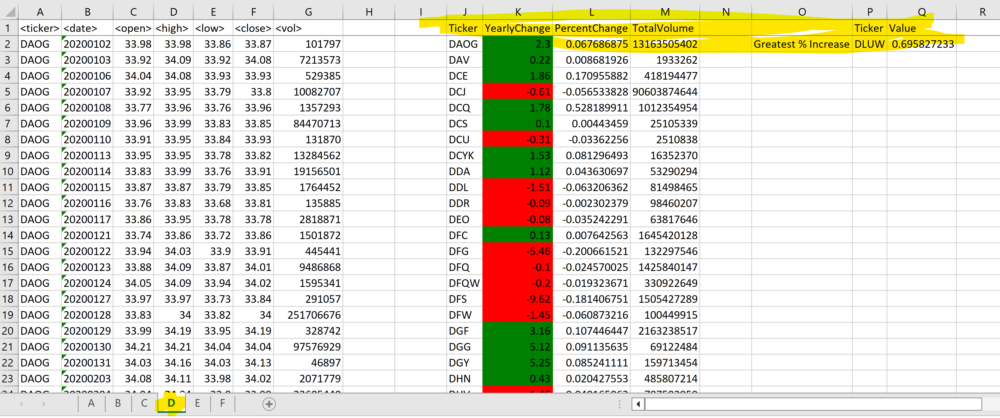 A B C D E F G H I J K L M N O P Q R
1 <ticker> <date> <open> <high> <low> <close> <vol> Ticker YearlyChange PercentChange TotalVolume Ticker Value
2 DAOG 20200102 33.98 33.98 33.86 33.87 101797 DAOG 2.3 0.067686875 13163505402 Greatest % Increase DLUW 0.695827233
3 DAOG 20200103 33.92 34.09 33.92 34.08 7213573 DAV 0.22 0.008681926 1933262
4 DAOG 20200106 34.04 34.08 33.93 33.93 529385 DCE 1.86 0.170955882 418194477
5 DAOG 20200107 33.92 33.95 33.79 33.8 10082707 DCJ -0.61 -0.056533828 90603874644
6 DAOG 20200108 33.77 33.96 33.76 33.96 1357293 DCQ 1.78 0.528189911 1012354954
7 DAOG 20200109 33.96 33.99 33.83 33.85 84470713 DCS 0.1 0.00443459 25105339
8 DAOG 20200110 33.91 33.95 33.84 33.93 131870 DCU -0.31 -0.03362256 2510838
9 DAOG 20200113 33.95 33.95 33.78 33.82 13284562 DCYK 1.53 0.081296493 16352370
10 DAOG 20200114 33.83 33.99 33.76 33.91 19156501 DDA 1.12 0.043630697 53290294
11 DAOG 20200115 33.87 33.87 33.79 33.85 1764452 DDL -1.51 -0.063206362 81498465
12 DAOG 20200116 33.76 33.83 33.68 33.81 135885 DDR -0.09 -0.002302379 98460207
13 DAOG 20200117 33.86 33.95 33.78 33.78 2818871 DEO -0.08 -0.035242291 63817646
14 DAOG 20200121 33.74 33.86 33.72 33.86 1501872 DFC 0.13 0.007642563 1645420128
15 DAOG 20200122 33.94 34.03 33.9 33.91 445441 DFG -5.46 -0.200661521 132297546
16 DAOG 20200123 33.88 34.09 33.87 34.01 9486868 DFQ -0.1 -0.024570025 1425840147
17 DAOG 20200124 34.05 34.09 33.94 34.02 1595341 DFQW -0.2 -0.019323671 330922649
18 DAOG 20200127 33.97 33.97 33.73 33.84 291057 DFS -9.62 -0.181406751 1505427289
19 DAOG 20200128 33.83 34 33.82 34 251706676 DFW -1.45 -0.060873216 100449915
20 DAOG 20200129 33.99 34.19 33.95 34.19 328742 DGF 3.16 0.107446447 2163238517
21 DAOG 20200130 34.21 34.21 34.04 34.04 97576929 DGG 5.12 0.091135635 69122484
22 DAOG 20200131 34.03 34.16 34.03 34.13 46897 DGY 5.25 0.085241111 159713454
23 DAOG 20200203 34.08 34.11 33.98 34.02 2071779 DHN 0.43 0.020427553 485807214
A B C D E F